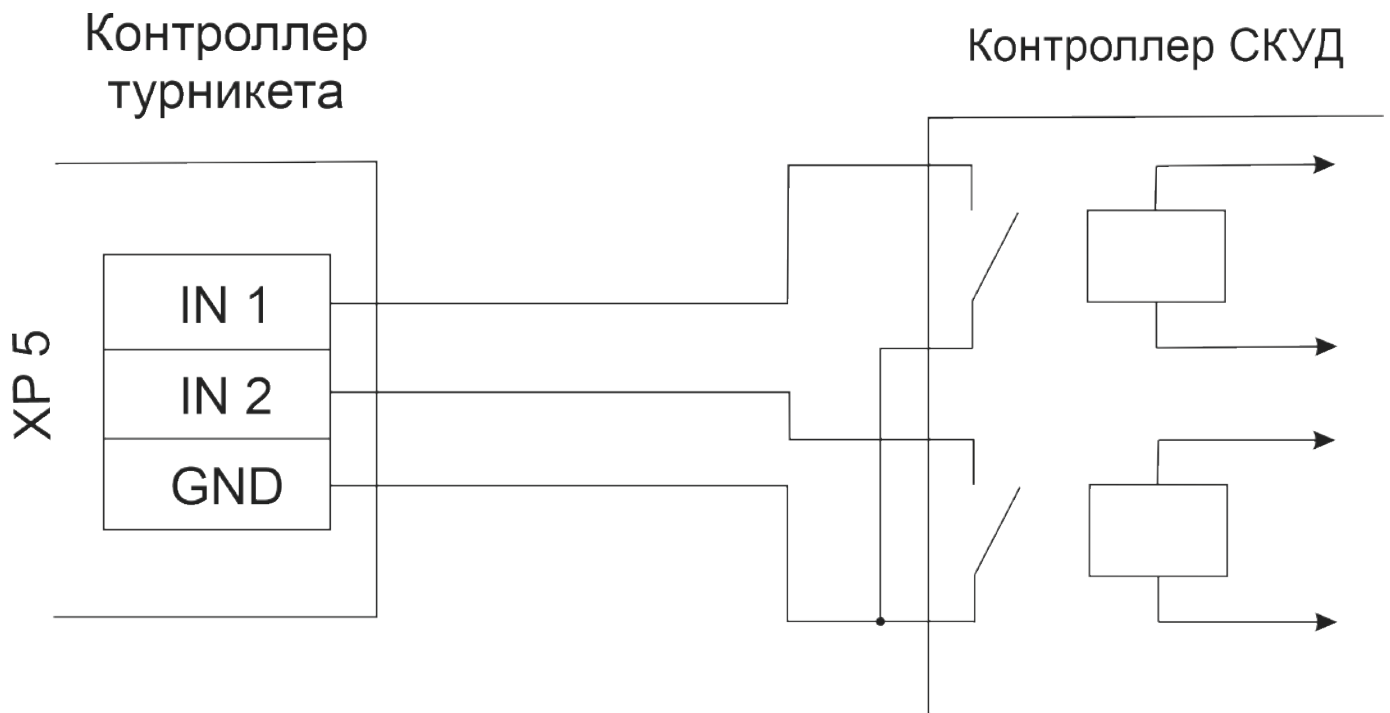 Контроллер
турникета
Контроллер СКУД
XP 5
IN 1
IN 2
GND